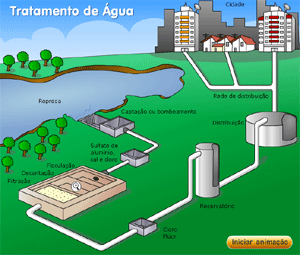 Tratamento de Água
Cidade
Represa
Captação ou bombeamento
Rede de distribuição
Sulfato de
alumínio,
cal e cloro
Distribuição
Floculação
Decantação
Filtração
Reservatório
Cloro
Flúor
Iniciar animação